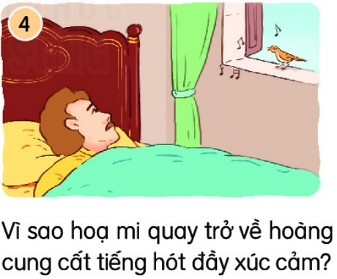 4
Vì sao hoạ mi quay trở về hoàng
cung cất tiếng hót đầy xúc cảm?